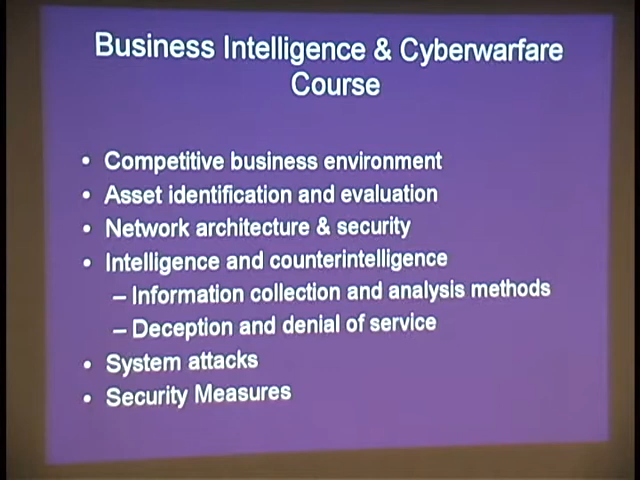 Business Intelligence & Cyberwarfare
Course
• Competitive business environment
• Asset identification and evaluation
• Network architecture & security
• Intelligence and counterintelligence
– Information collection and analysis methods
– Deception and denial of service
• System attacks
• Security Measures